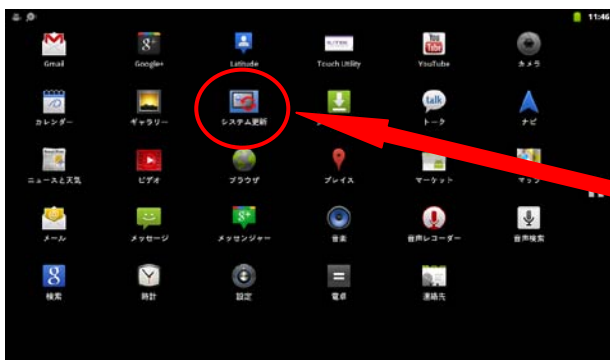 11:46
Gmail Google+ Latitude Touch Utility YouTube カメラ
カレンダー ギャラリー システム更新 トーク ナビ
ニュースと天気 ビデオ ブラウザ プレイス マーケット マップ
メール メッセージ メッセンジャー 音楽 音声レコーダー 音声検索
検索 時計 設定 電卓 連絡先